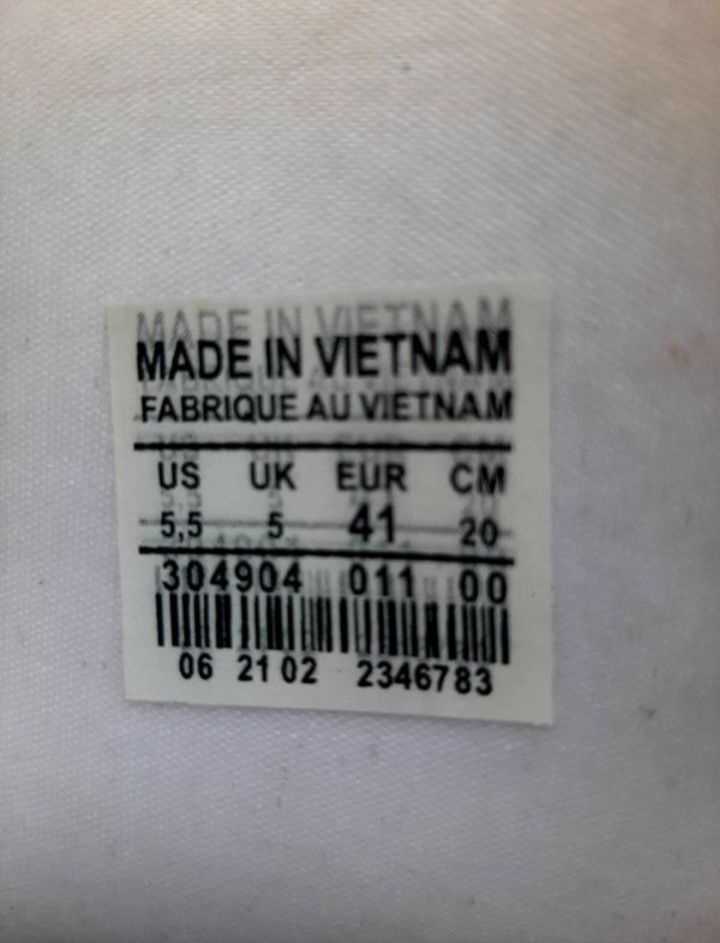 MADE IN VIETNAM
FABRIQUE AU VIETNAM
US UK EUR CM
5,5 5 41 20
304904 011 00
06 21 02 2346783